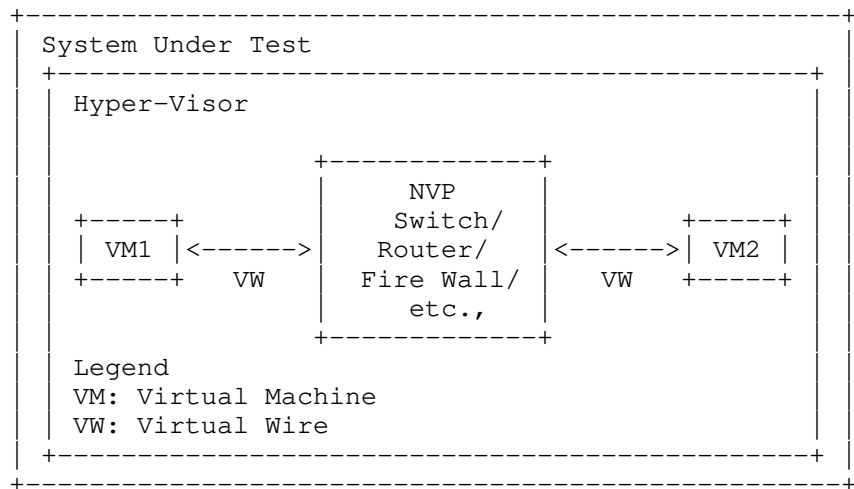 System Under Test
Hyper-Visor
NVP
Switch/
VM1 <------> Router/ <------> VM2
VW Fire Wall/ VW
etc.,
Legend
VM: Virtual Machine
VW: Virtual Wire